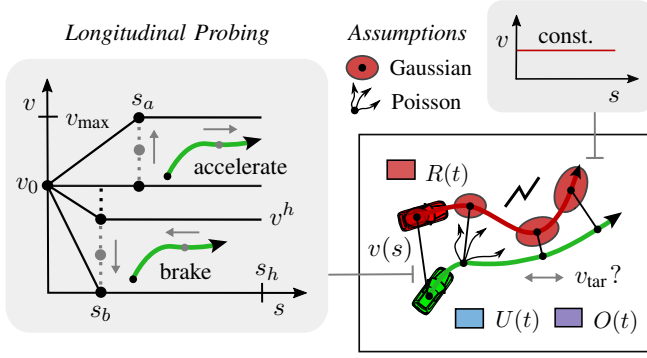 Longitudinal Probing
Assumptions
Gaussian
Poisson
v
const.
s
v
v_max
s_a
accelerate
v_0
v^h
brake
s_b
s_h
s
R(t)
v(s)
v_tar ?
U(t)
O(t)